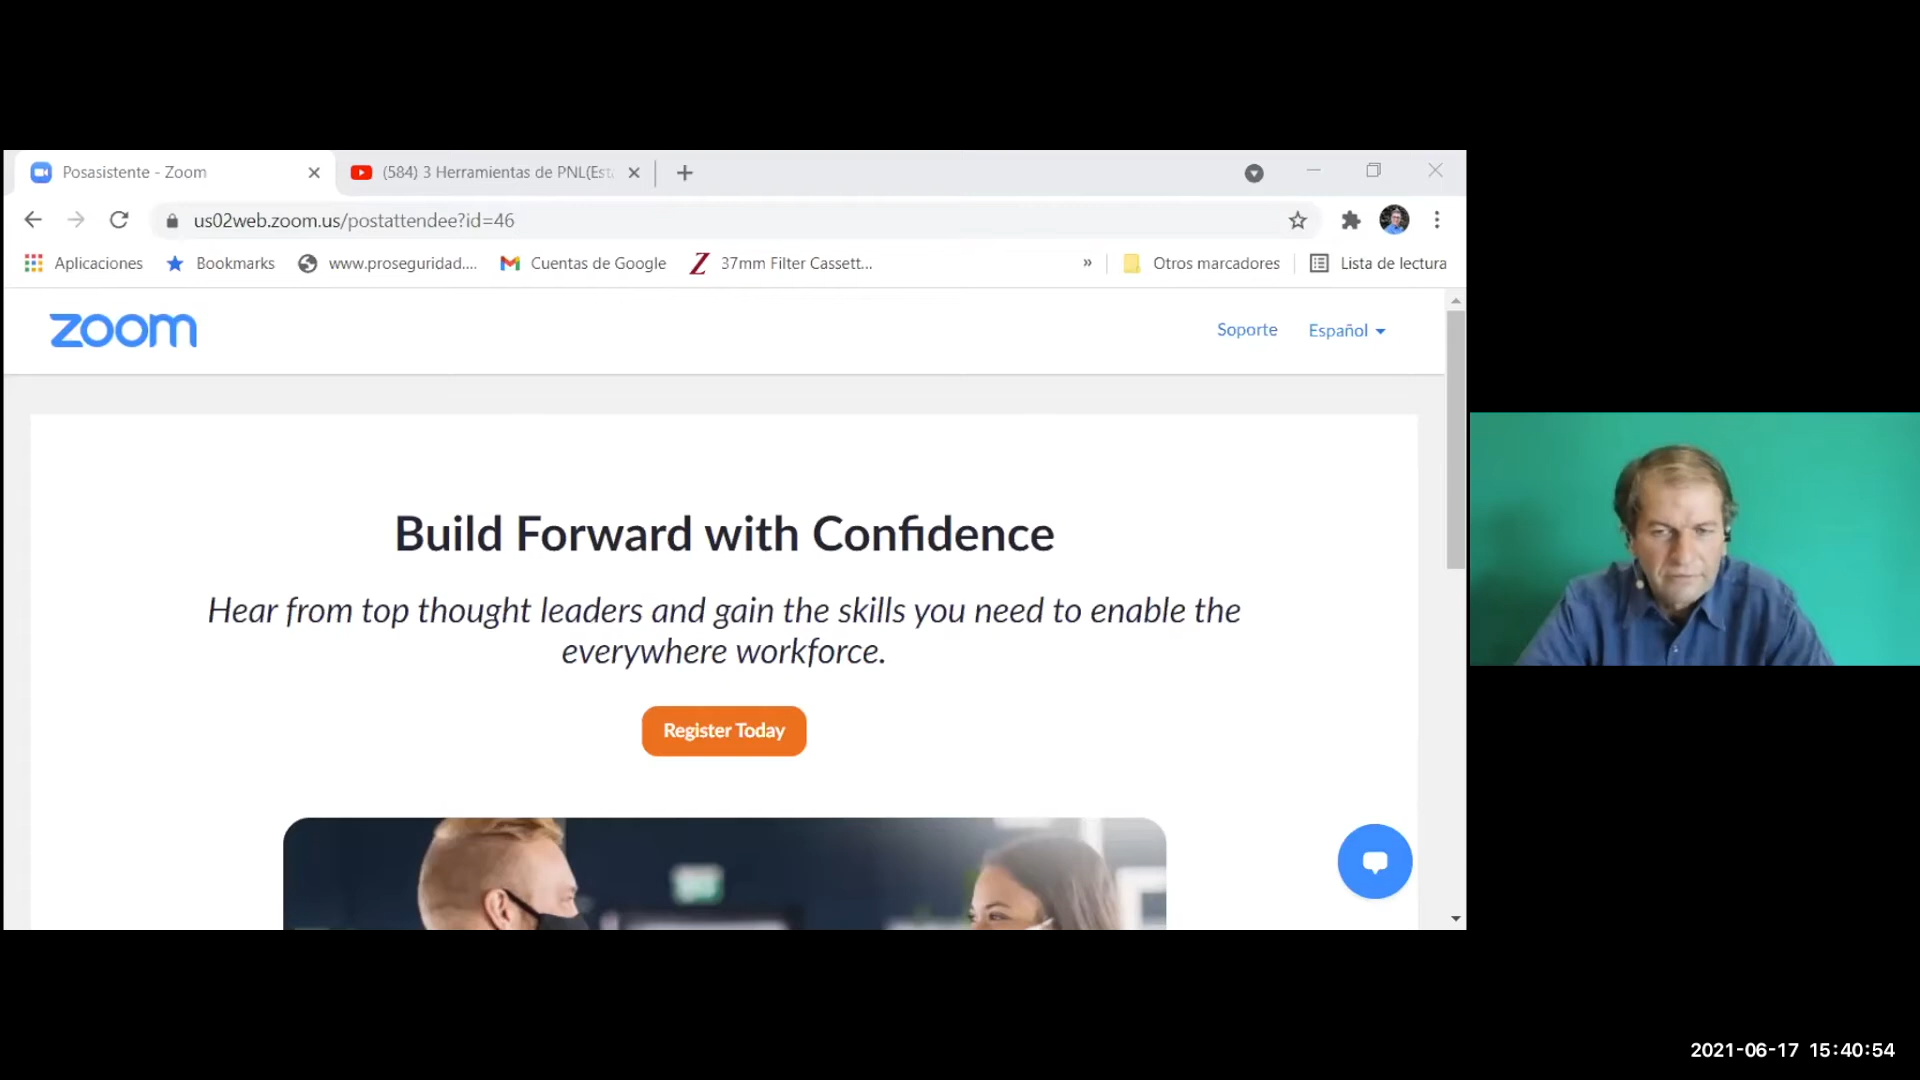 Posasistente - Zoom
(584) 3 Herramientas de PNL(Est
us02web.zoom.us/postattendee?id=46
Aplicaciones
Bookmarks
www.proseguridad....
Cuentas de Google
37mm Filter Cassett...
»
Otros marcadores
Lista de lectura
zoom
Soporte
Español
Build Forward with Confidence
Hear from top thought leaders and gain the skills you need to enable the
everywhere workforce.
Register Today
2021-06-17 15:40:54